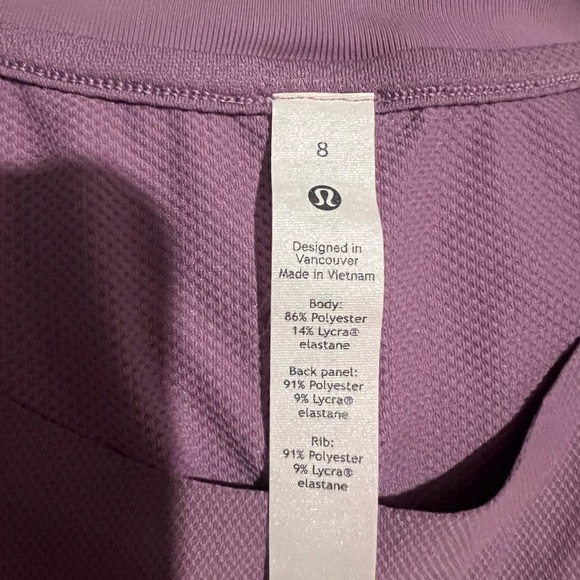 8
Designed in
Vancouver
Made in Vietnam
Body:
86% Polyester
14% Lycra®
elastane
Back panel:
91% Polyester
9% Lycra®
elastane
Rib:
91% Polyester
9% Lycra®
elastane